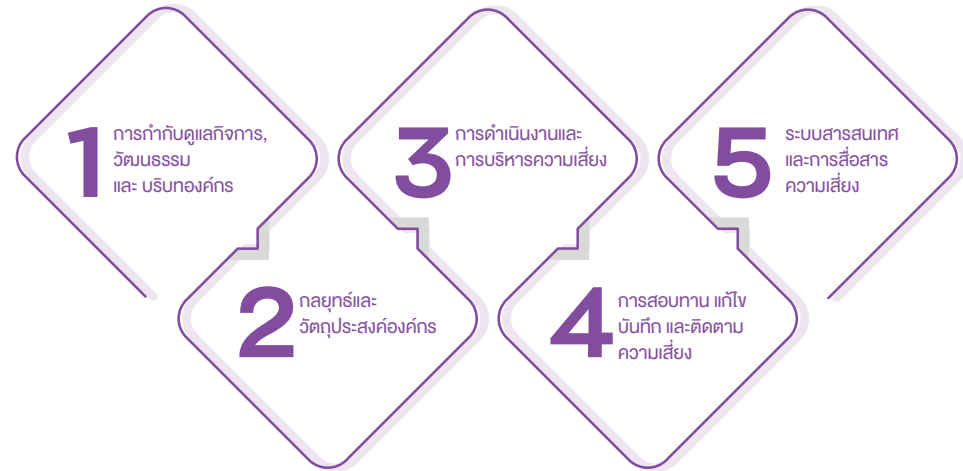 1
การกำกับดูแลกิจการ,
วัฒนธรรม
และ บริบทองค์กร
2
กลยุทธ์และ
วัตถุประสงค์องค์กร
3
การดำเนินงานและ
การบริหารความเสี่ยง
4
การสอบทาน แก้ไข
บันทึก และติดตาม
ความเสี่ยง
5
ระบบสารสนเทศ
และการสื่อสาร
ความเสี่ยง